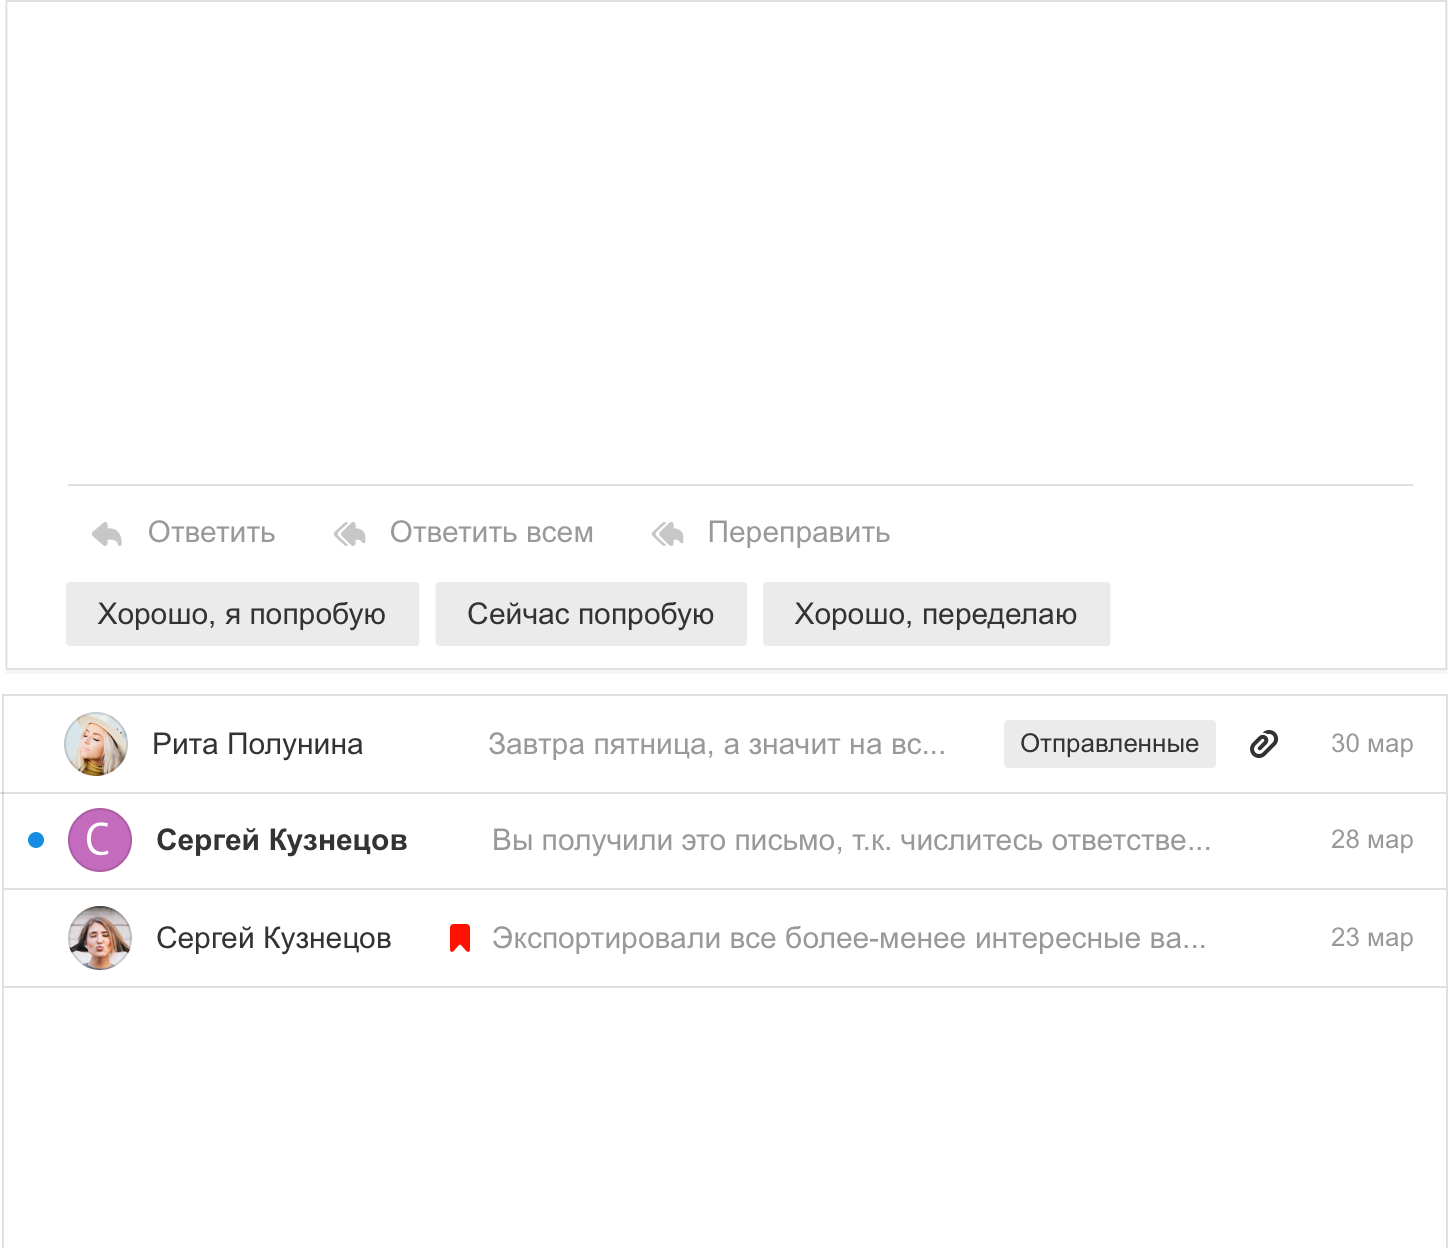 Ответить Ответить всем Переправить
Хорошо, я попробую Сейчас попробую Хорошо, переделаю
Рита Полунина Завтра пятница, а значит на вс... Отправленные 30 мар
С Сергей Кузнецов Вы получили это письмо, т.к. числитесь ответстве... 28 мар
Сергей Кузнецов Экспортировали все более-менее интересные ва... 23 мар